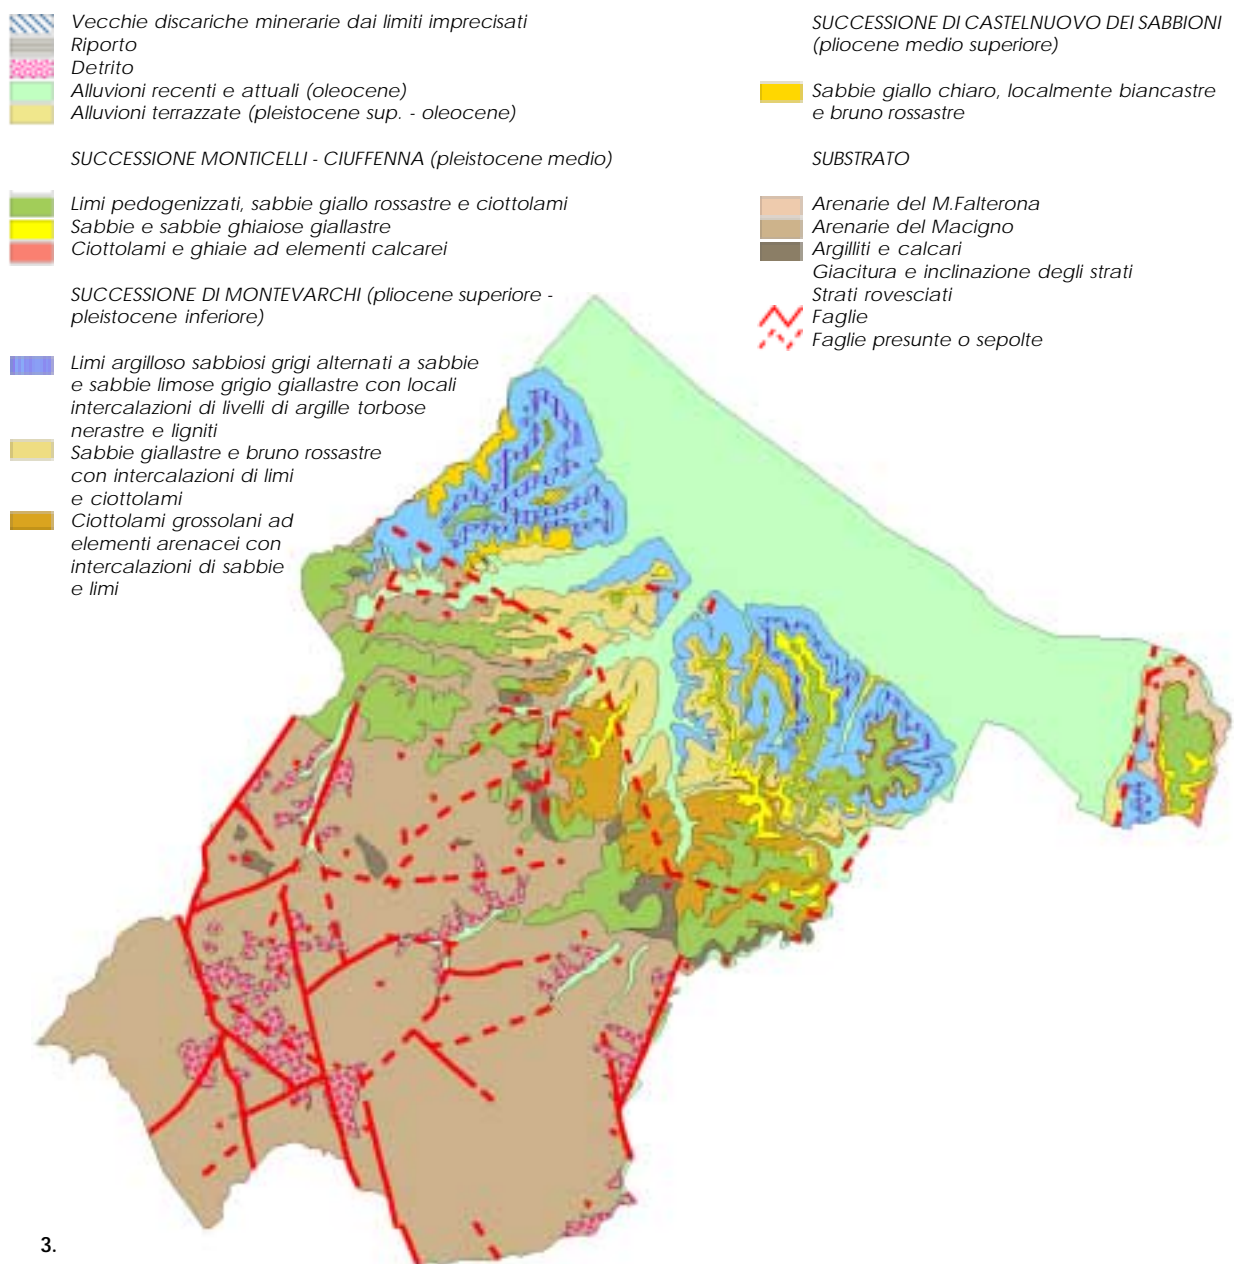 Vecchie discariche minerarie dai limiti imprecisati
Riporto
Detrito
Alluvioni recenti e attuali (oleocene)
Alluvioni terrazzate (pleistocene sup. - oleocene)
SUCCESSIONE MONTICELLI - CIUFFENNA (pleistocene medio)
Limi pedogenizzati, sabbie giallo rossastre e ciottolami
Sabbie e sabbie ghiaiose giallastre
Ciottolami e ghiaie ad elementi calcarei
SUCCESSIONE DI MONTEVARCHI (pliocene superiore -
pleistocene inferiore)
Limi argilloso sabbiosi grigi alternati a sabbie
e sabbie limose grigio giallastre con locali
intercalazioni di livelli di argille torbose
nerastre e ligniti
Sabbie giallastre e bruno rossastre
con intercalazioni di limi
e ciottolami
Ciottolami grossolani ad
elementi arenacei con
intercalazioni di sabbie
e limi
SUCCESSIONE DI CASTELNUOVO DEI SABBIONI
(pliocene medio superiore)
Sabbie giallo chiaro, localmente biancastre
e bruno rossastre
SUBSTRATO
Arenarie del M.Falterona
Arenarie del Macigno
Argilliti e calcari
Giacitura e inclinazione degli strati
Strati rovesciati
Faglie
Faglie presunte o sepolte
3.